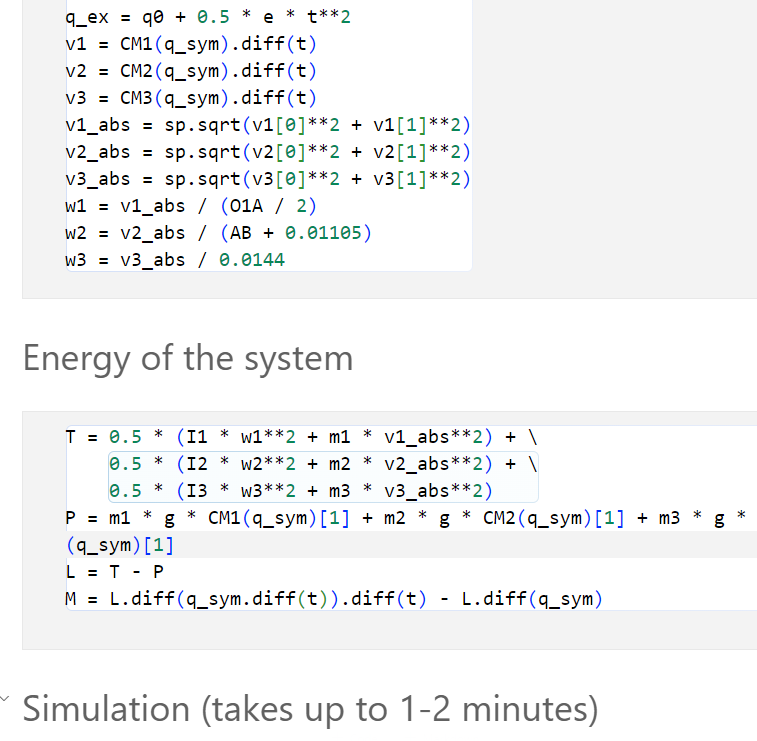 q_ex = q0 + 0.5 * e * t**2
v1 = CM1(q_sym).diff(t)
v2 = CM2(q_sym).diff(t)
v3 = CM3(q_sym).diff(t)
v1_abs = sp.sqrt(v1[0]**2 + v1[1]**2)
v2_abs = sp.sqrt(v2[0]**2 + v2[1]**2)
v3_abs = sp.sqrt(v3[0]**2 + v3[1]**2)
w1 = v1_abs / (O1A / 2)
w2 = v2_abs / (AB + 0.01105)
w3 = v3_abs / 0.0144
Energy of the system
T = 0.5 * (I1 * w1**2 + m1 * v1_abs**2) + \
0.5 * (I2 * w2**2 + m2 * v2_abs**2) + \
0.5 * (I3 * w3**2 + m3 * v3_abs**2)
P = m1 * g * CM1(q_sym)[1] + m2 * g * CM2(q_sym)[1] + m3 * g *
(q_sym)[1]
L = T - P
M = L.diff(q_sym.diff(t)).diff(t) - L.diff(q_sym)
Simulation (takes up to 1-2 minutes)